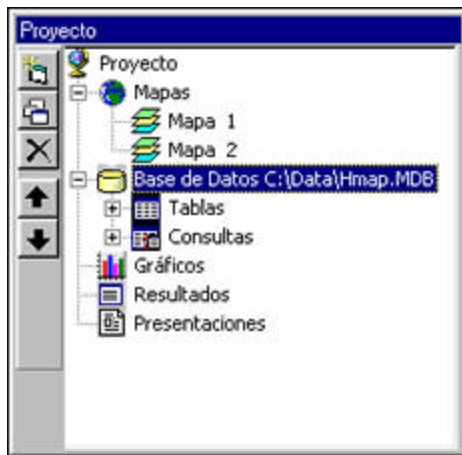 Proyecto
Proyecto
Mapas
Mapa 1
Mapa 2
Base de Datos C:\Data\Hmap.MDB
Tablas
Consultas
Gráficos
Resultados
Presentaciones